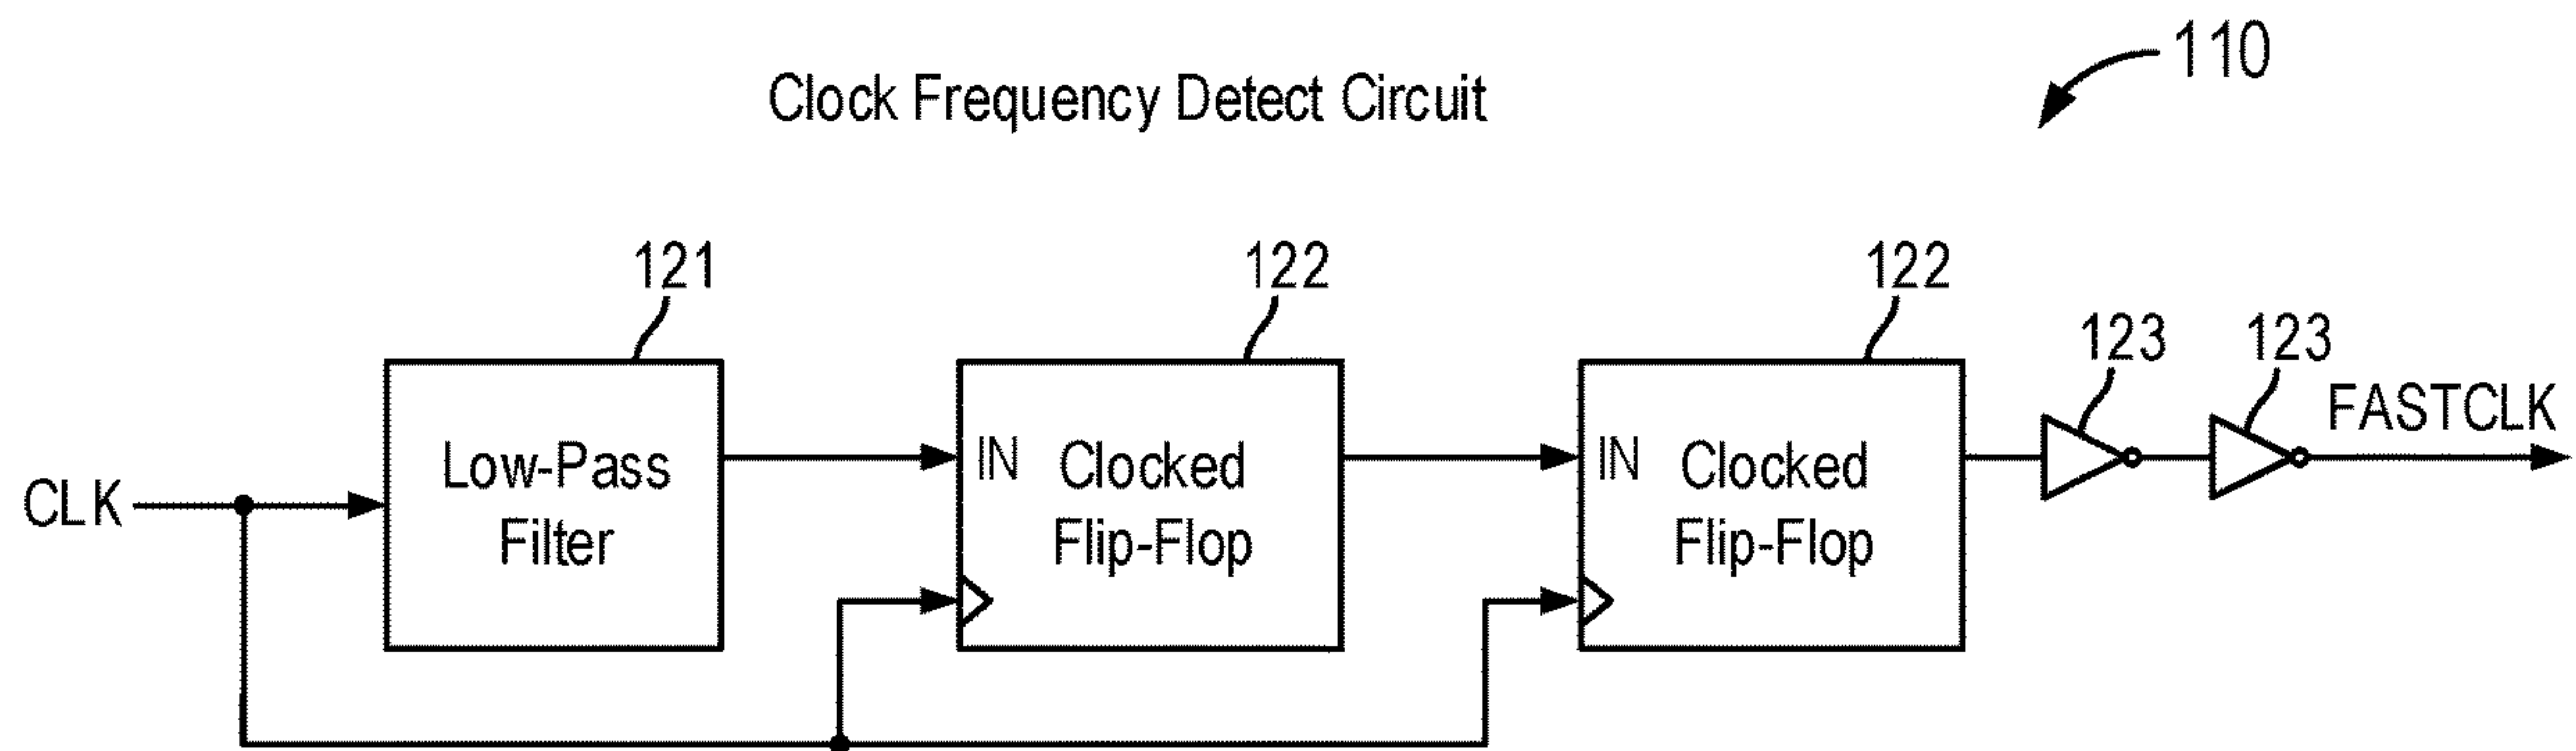 110
Clock Frequency Detect Circuit
121
122
122
123
123
FASTCLK
CLK
Low-Pass
Filter
IN
Clocked
Flip-Flop
IN
Clocked
Flip-Flop